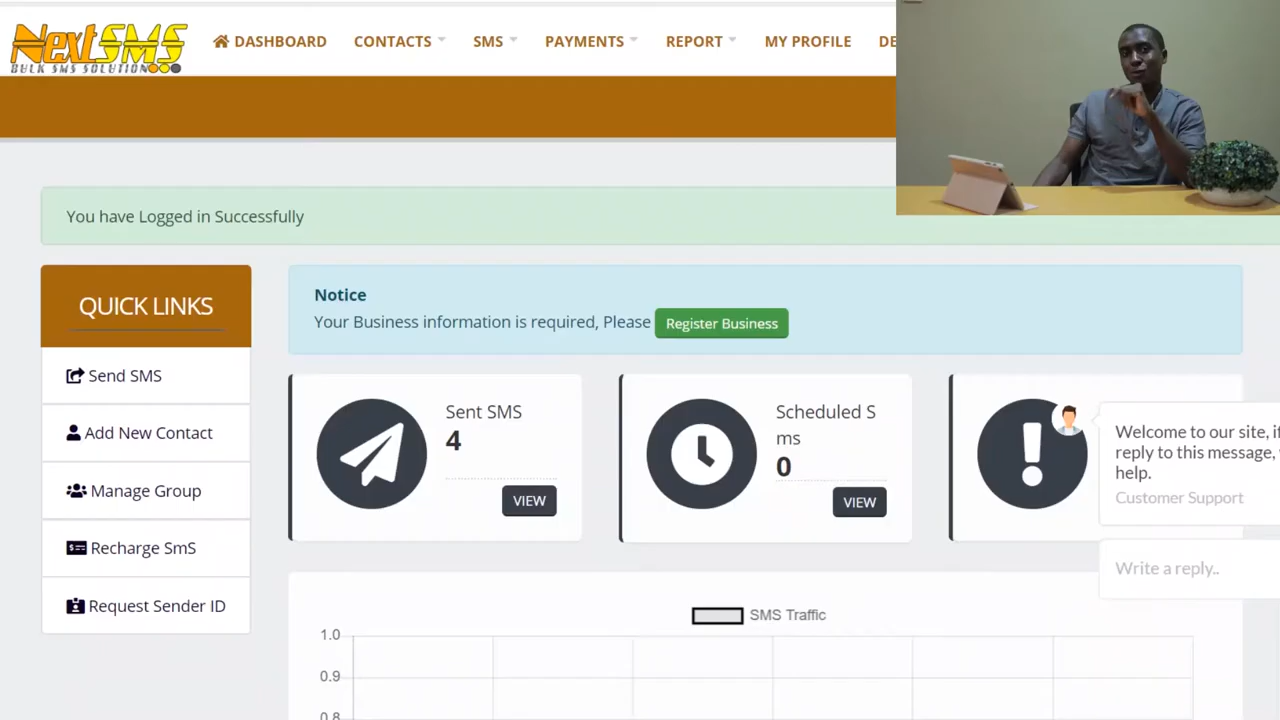 NextSMS
BULK SMS SOLUTION
DASHBOARD
CONTACTS
SMS
PAYMENTS
REPORT
MY PROFILE
DE
You have Logged in Successfully
QUICK LINKS
Send SMS
Add New Contact
Manage Group
Recharge SmS
Request Sender ID
Notice
Your Business information is required, Please Register Business
Sent SMS
4
VIEW
Scheduled S
ms
0
VIEW
Welcome to our site, if
reply to this message,
help.
Customer Support
Write a reply..
SMS Traffic
1.0
0.9
0.8